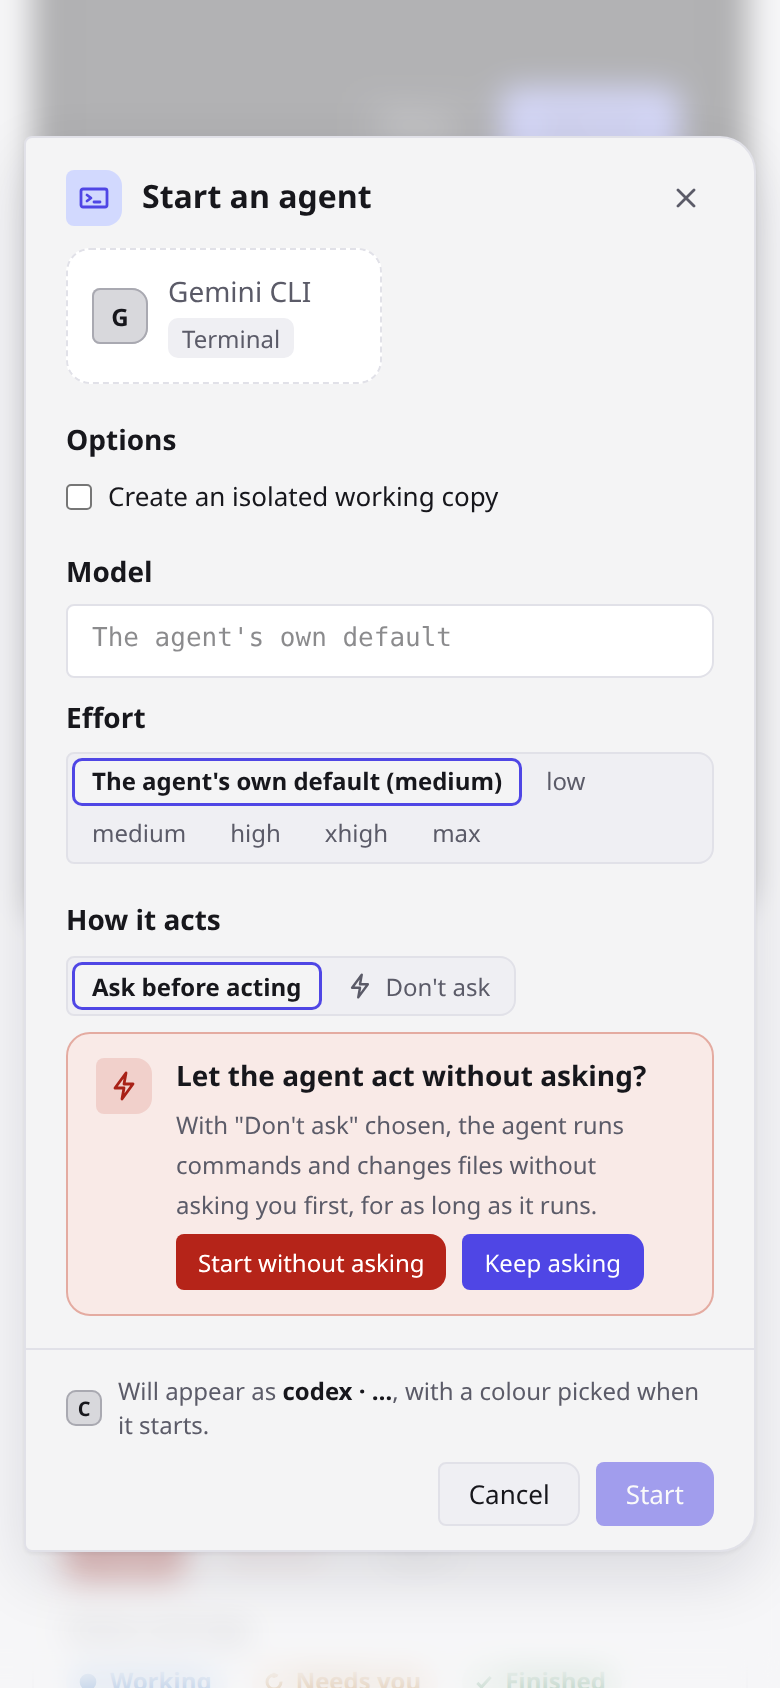 Start an agent
G
Gemini CLI
Terminal
Options
Create an isolated working copy
Model
The agent's own default
Effort
The agent's own default (medium) low
medium high xhigh max
How it acts
Ask before acting Don't ask
Let the agent act without asking?
With "Don't ask" chosen, the agent runs
commands and changes files without
asking you first, for as long as it runs.
Start without asking Keep asking
C
Will appear as codex · ..., with a colour picked when
it starts.
Cancel Start
Working Needs you Finished